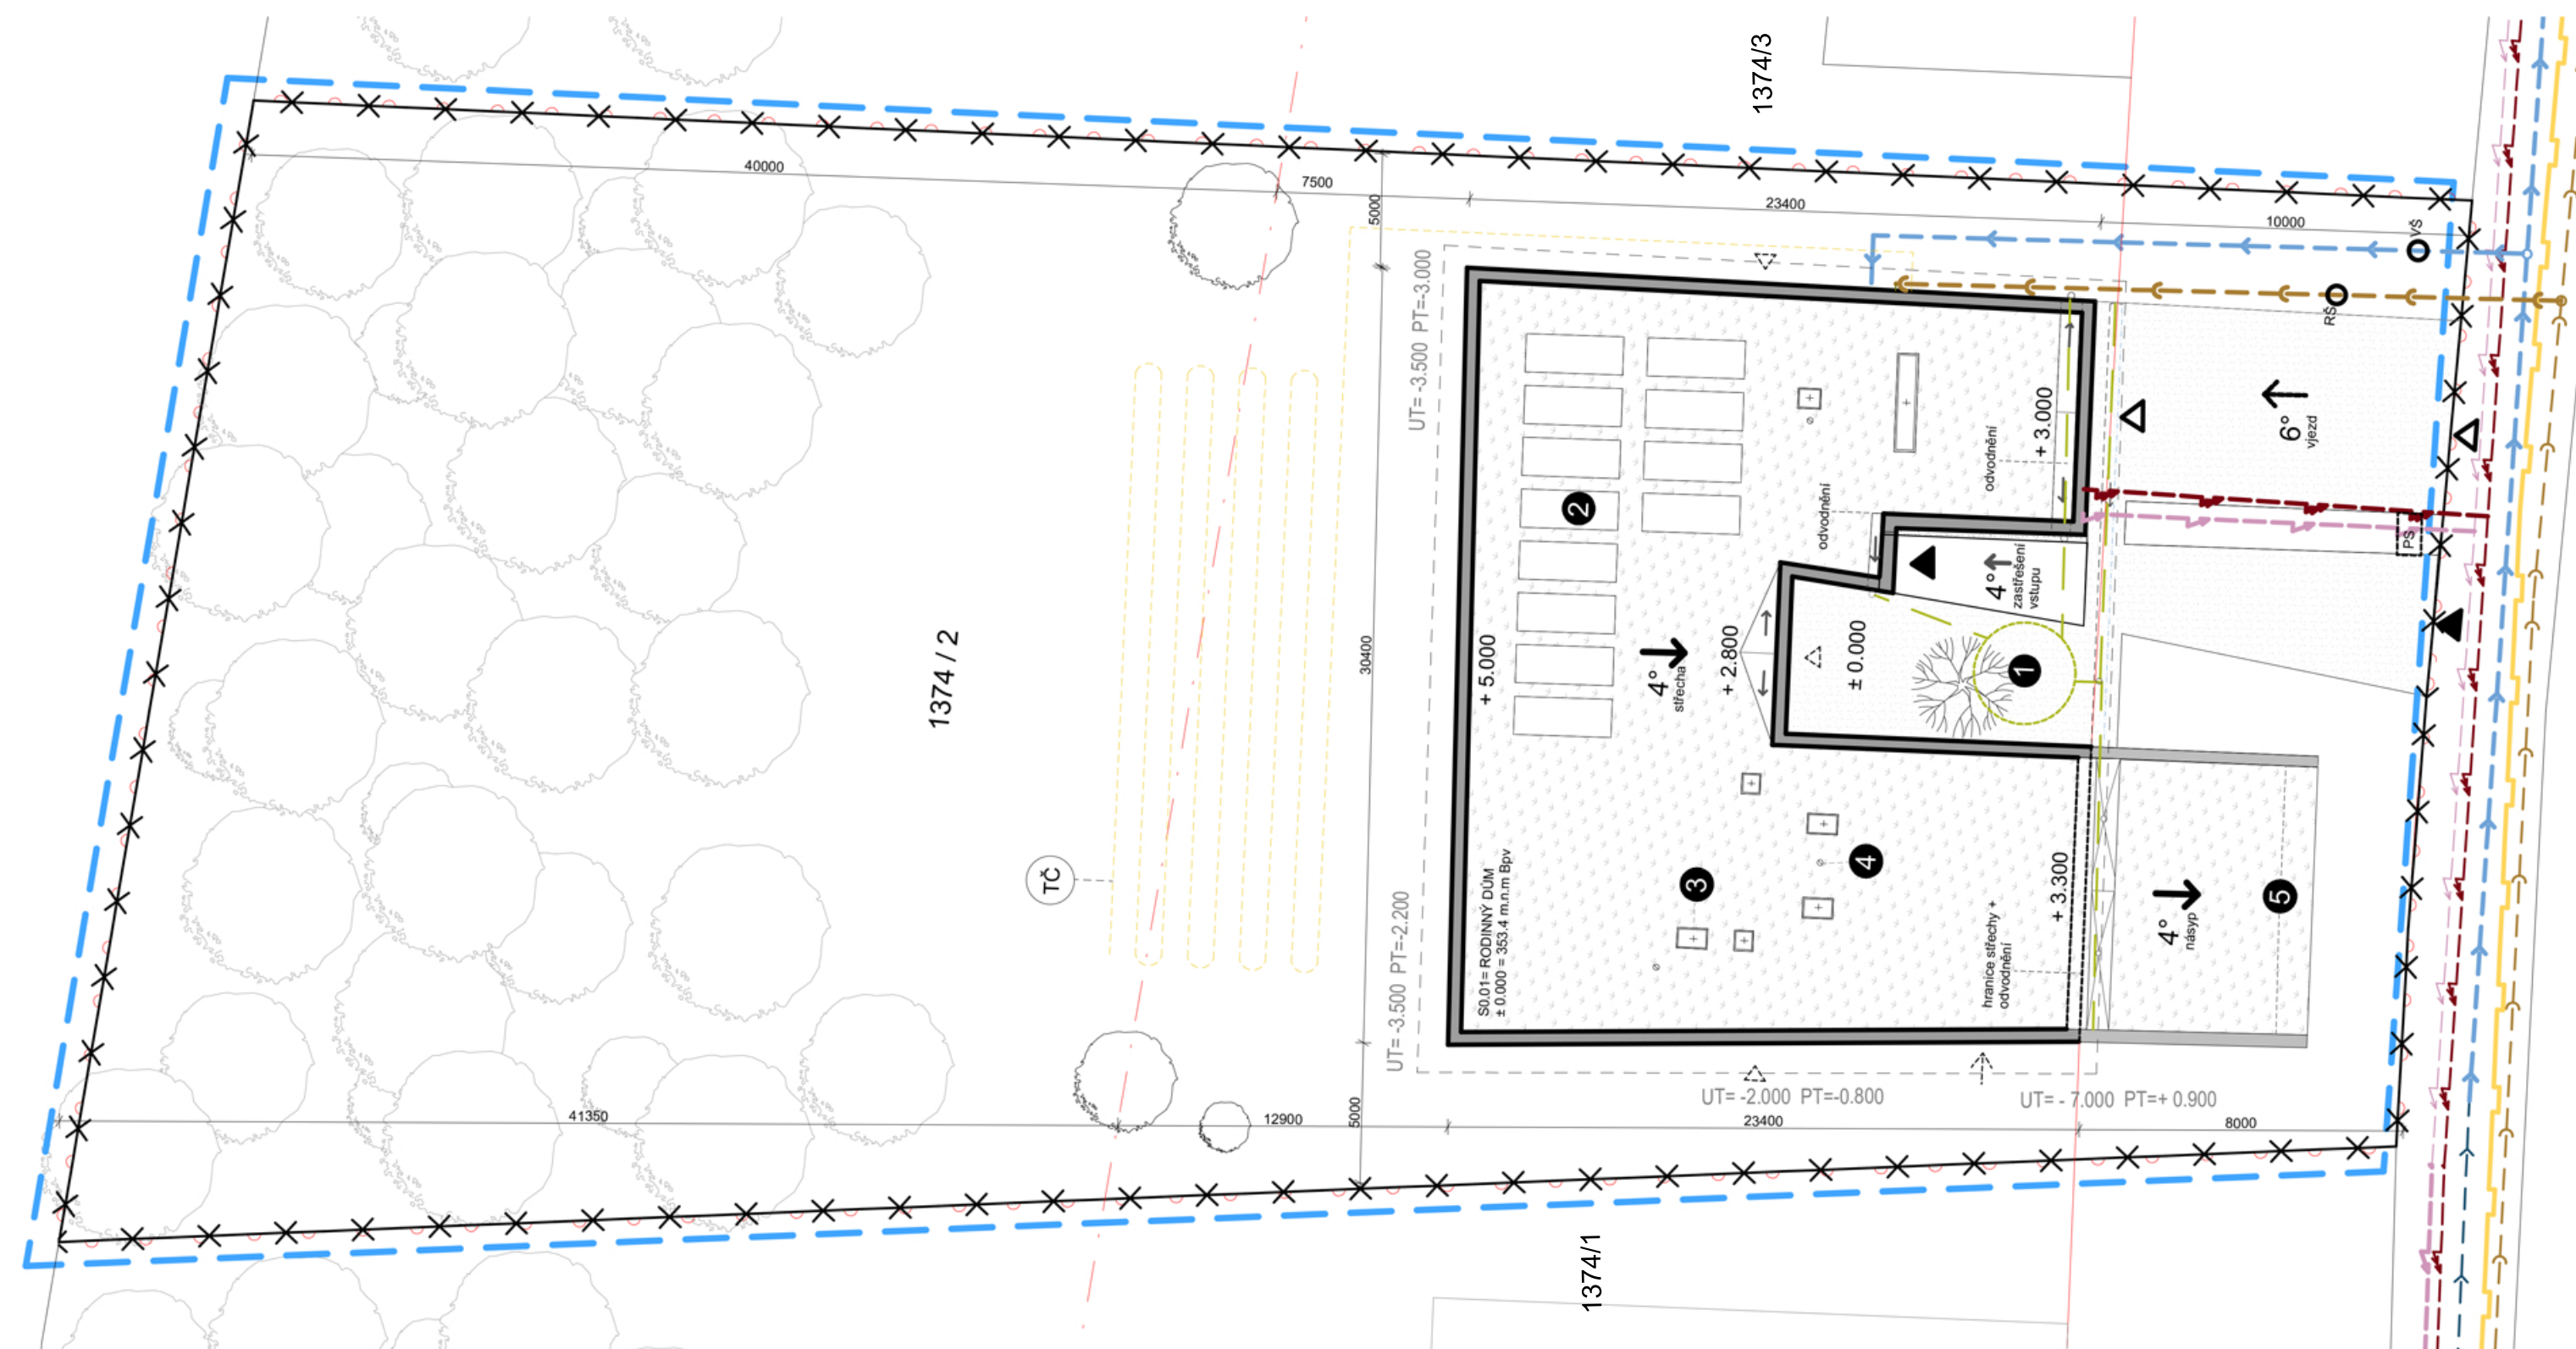 1374/3
40000
7500
5000
23400
10000
VŠ
RŠ
UT= -3.500 PT=-3.000
+ 3.000
odvodnění
odvodnění
6°
vjezd
2
PS
4°
zastřešení
vstupu
1374 / 2
30400
+ 5.000
4°
střecha
+ 2.800
± 0.000
1
TČ
3
4
5
+ 3.300
4°
násyp
S0.01= RODINNÝ DŮM
± 0.000 = 353.4 m.n.m Bpv
hranice střechy +
odvodnění
UT= -3.500 PT=-2.200
UT= -2.000 PT=-0.800
UT= - 7.000 PT=+ 0.900
41350
12900
5000
23400
8000
1374/1